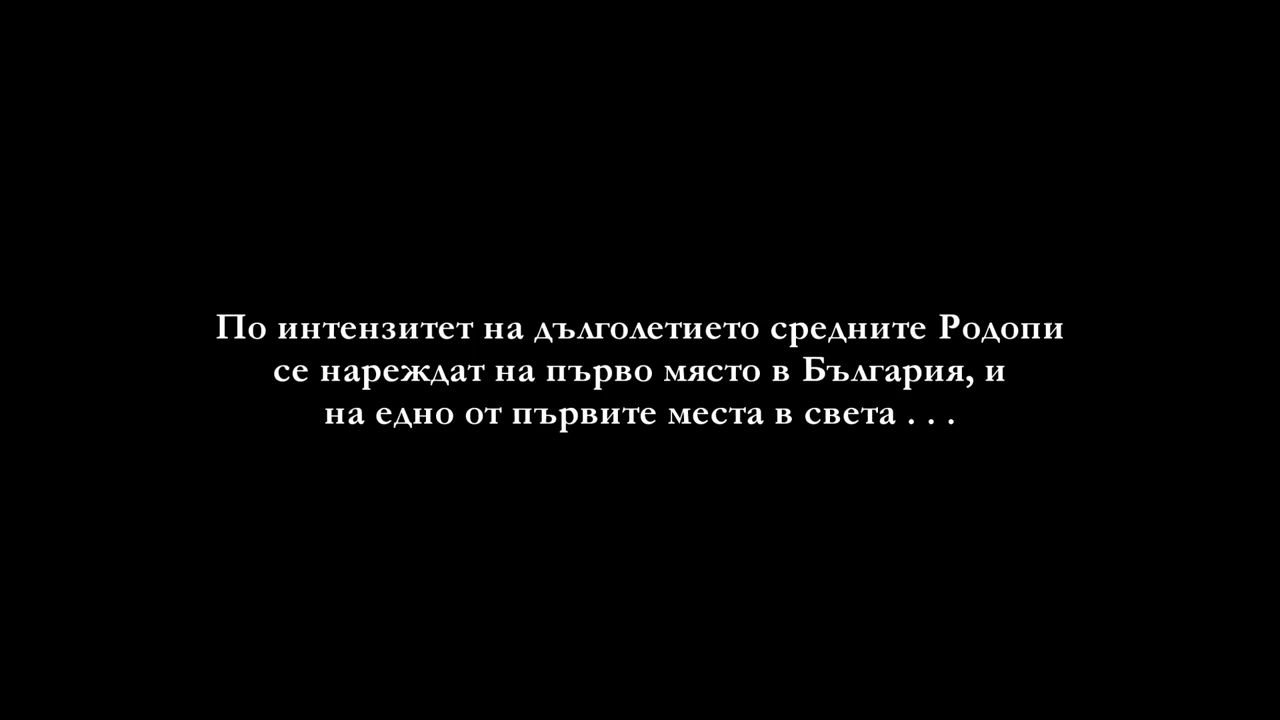 По интензитет на дълголетието средните Родопи
се нареждат на първо място в България, и
на едно от първите места в света . . .